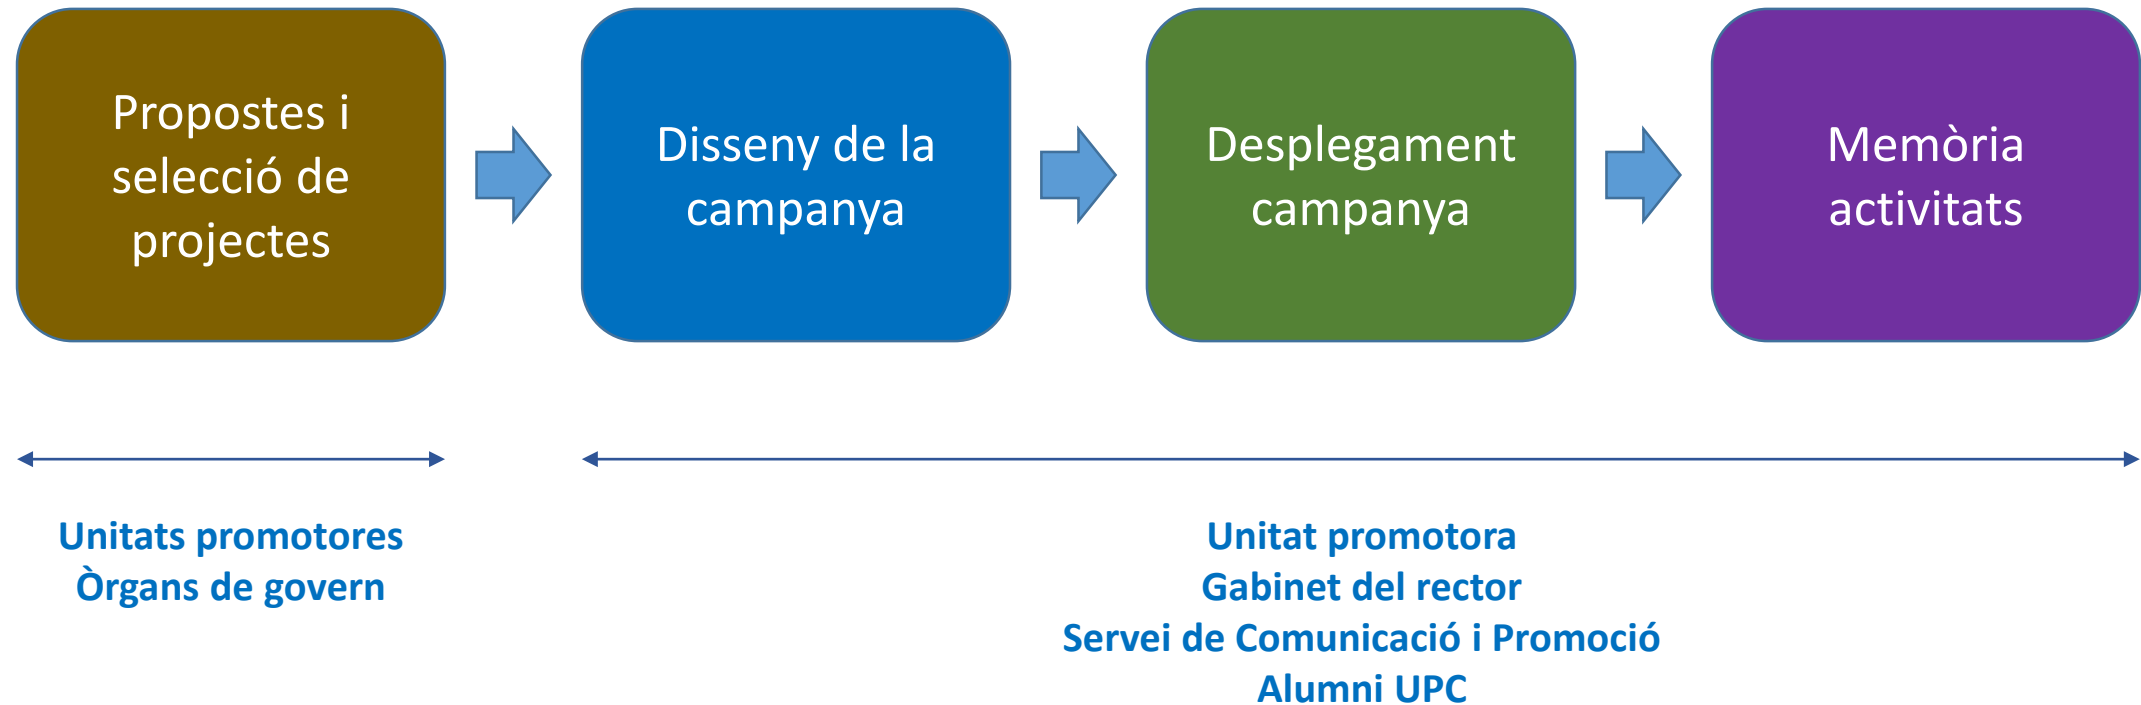 Propostes i
selecció de
projectes
Disseny de la
campanya
Desplegament
campanya
Memòria
activitats
Unitats promotores
Òrgans de govern
Unitat promotora
Gabinet del rector
Servei de Comunicació i Promoció
Alumni UPC